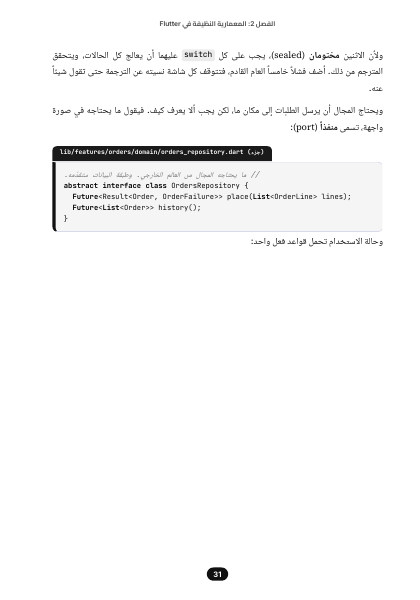 الفصل 2: المعمارية النظيفة في Flutter
ولأن الاثنين مختومان (sealed)، يجب على كل switch عليهما أن يعالج كل الحالات، ويتحقق
المترجم من ذلك. أضف فشلاً خامساً العام القادم، فتتوقف كل شاشة نسيته عن الترجمة حتى تقول شيئاً
عنه.
ويحتاج المجال أن يرسل الطلبات إلى مكان ما، لكن يجب ألا يعرف كيف. فيقول ما يحتاجه في صورة
واجهة، تسمى منفذاً (port):
lib/features/orders/domain/orders_repository.dart (جزء)
// ما يحتاجه المجال من العالم الخارجي. وطبقة البيانات ستقدمه.
abstract interface class OrdersRepository {
  Future<Result<Order, OrderFailure>> place(List<OrderLine> lines);
  Future<List<Order>> history();
}
وحالة الاستخدام تحمل قواعد فعل واحد:
31